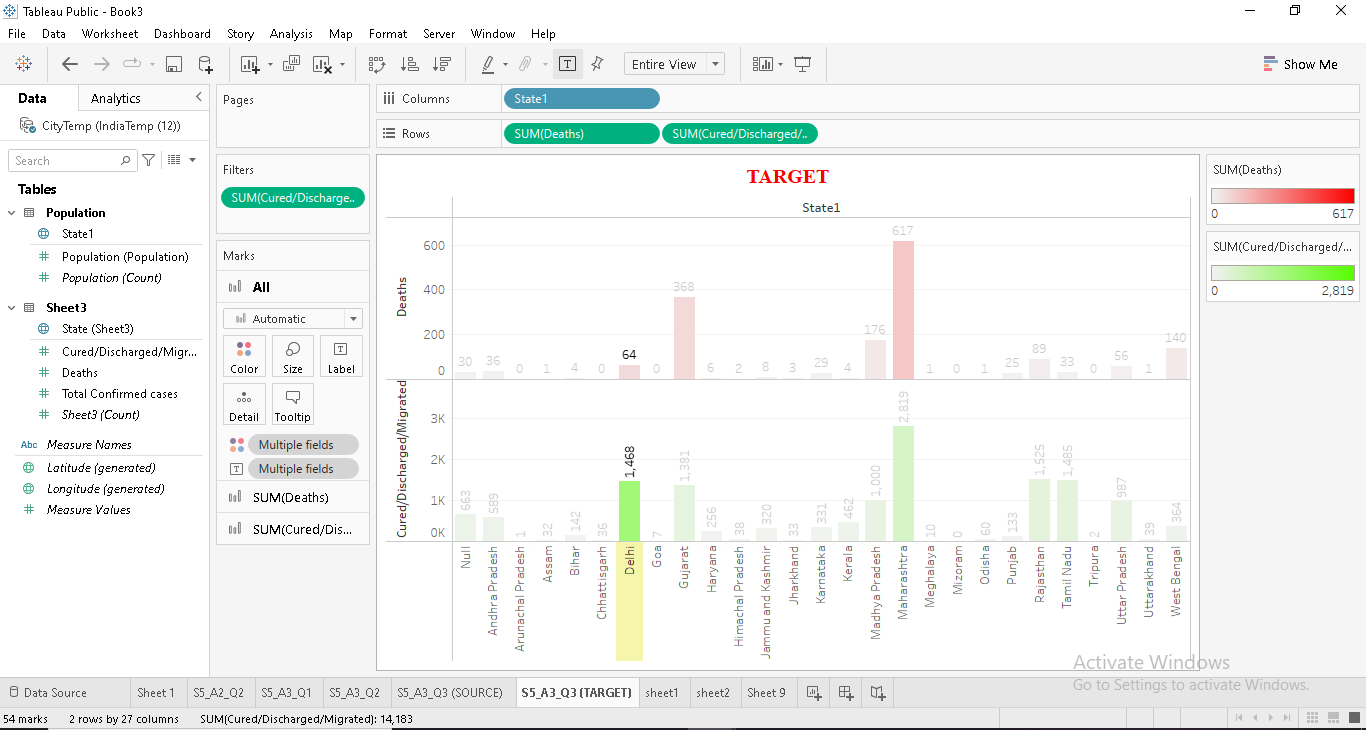 Tableau Public - Book3
File Data Worksheet Dashboard Story Analysis Map Format Server Window Help
Entire View
Show Me
Data Analytics
CityTemp (IndiaTemp (12))
Search
Tables
Population
State1
Population (Population)
Population (Count)
Sheet3
State (Sheet3)
Cured/Discharged/Migr...
Deaths
Total Confirmed cases
Sheet3 (Count)
Abc Measure Names
Latitude (generated)
Longitude (generated)
Measure Values
Pages
Filters
SUM(Cured/Discharge..
Marks
All
Automatic
Color Size Label
Detail Tooltip
Multiple fields
Multiple fields
SUM(Deaths)
SUM(Cured/Dis...
Columns State1
Rows SUM(Deaths) SUM(Cured/Discharged/..
TARGET
State1
Deaths
600
400
200
0
30 36 0 1 4 0 64 0 368 6 2 8 3 29 4 176 617 1 0 1 25 89 33 0 56 1 140
Cured/Discharged/Migrated
3K
2K
1K
0K
663 589 1 32 142 36 1,468 7 1,381 256 38 320 33 331 462 1,000 2,819 10 0 60 133 1,525 1,485 2 987 39 364
Null
Andhra Pradesh
Arunachal Pradesh
Assam
Bihar
Chhattisgarh
Delhi
Goa
Gujarat
Haryana
Himachal Pradesh
Jammu and Kashmir
Jharkhand
Karnataka
Kerala
Madhya Pradesh
Maharashtra
Meghalaya
Mizoram
Odisha
Punjab
Rajasthan
Tamil Nadu
Tripura
Uttar Pradesh
Uttarakhand
West Bengal
SUM(Deaths)
0 617
SUM(Cured/Discharged/...
0 2,819
Activate Windows
Go to Settings to activate Windows.
Data Source Sheet 1 S5_A2_Q2 S5_A3_Q1 S5_A3_Q2 S5_A3_Q3 (SOURCE) S5_A3_Q3 (TARGET) sheet1 sheet2 Sheet 9
54 marks 2 rows by 27 columns SUM(Cured/Discharged/Migrated): 14,183